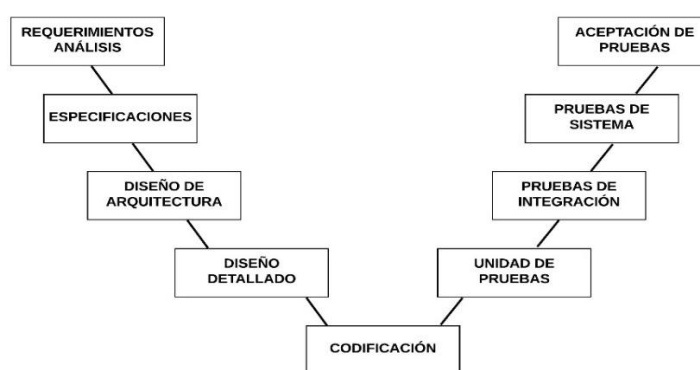 REQUERIMIENTOS
ANÁLISIS
ACEPTACIÓN DE
PRUEBAS
ESPECIFICACIONES
PRUEBAS DE
SISTEMA
DISEÑO DE
ARQUITECTURA
PRUEBAS DE
INTEGRACIÓN
DISEÑO
DETALLADO
UNIDAD DE
PRUEBAS
CODIFICACIÓN